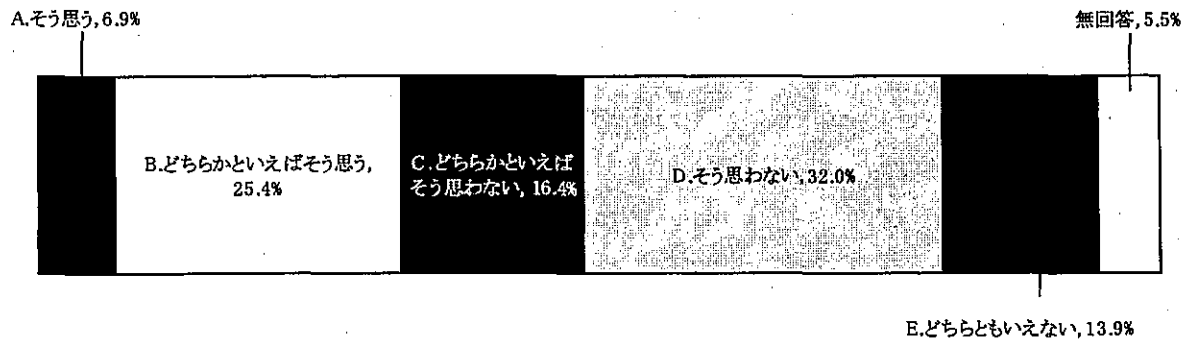 A.そう思う,6.9%
無回答,5.5%
B.どちらかといえばそう思う,
25.4%
C.どちらかといえば
そう思わない,16.4%
D.そう思わない,32.0%
E.どちらともいえない,13.9%